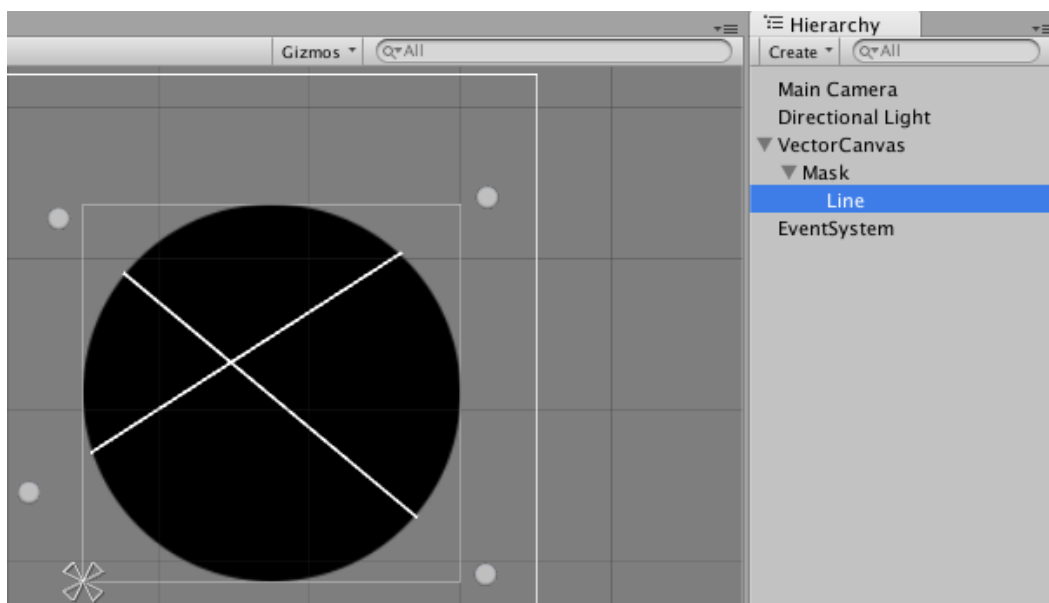 Hierarchy
Gizmos
All
Create
All
Main Camera
Directional Light
VectorCanvas
Mask
Line
EventSystem